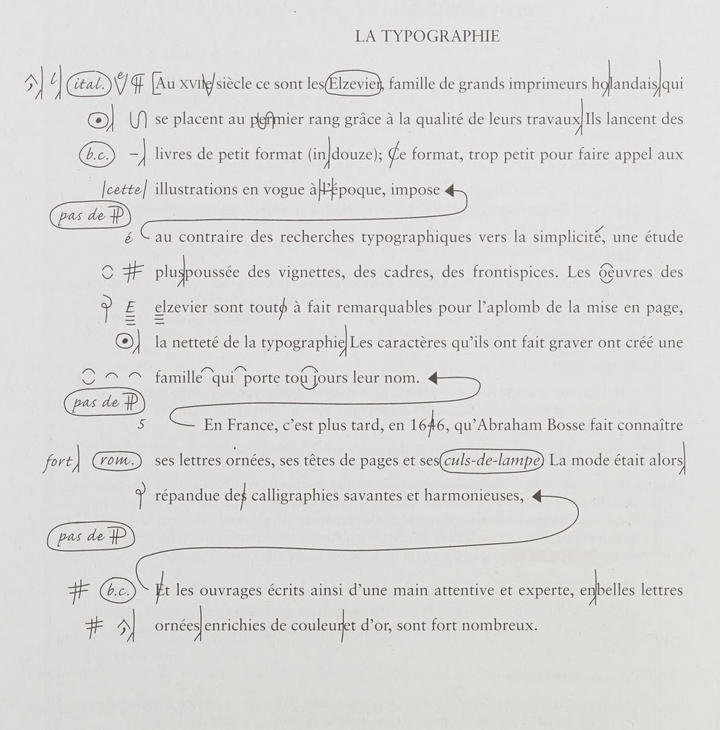 LA TYPOGRAPHIE
, l ital. e ¶ [Au XVIIe siècle ce sont les Elzevier, famille de grands imprimeurs holandais qui
se placent au permier rang grâce à la qualité de leurs travaux Ils lancent des
b.c. - livres de petit format (in douze); Ce format, trop petit pour faire appel aux
/cette/ illustrations en vogue à l'époque, impose
pas de ¶
é au contraire des recherches typographiques vers la simplicité, une étude
# pluspoussée des vignettes, des cadres, des frontispices. Les oeuvres des
E elzevier sont toute à fait remarquables pour l'aplomb de la mise en page,
la netteté de la typographie Les caractères qu'ils ont fait graver ont créé une
famille qui porte tou jours leur nom.
pas de ¶
5 En France, c'est plus tard, en 1646, qu'Abraham Bosse fait connaître
fort rom. ses lettres ornées, ses têtes de pages et ses culs-de-lampe La mode était alors
répandue des calligraphies savantes et harmonieuses,
pas de ¶
# b.c. Et les ouvrages écrits ainsi d'une main attentive et experte, enbelles lettres
# , ornées enrichies de couleuret d'or, sont fort nombreux.